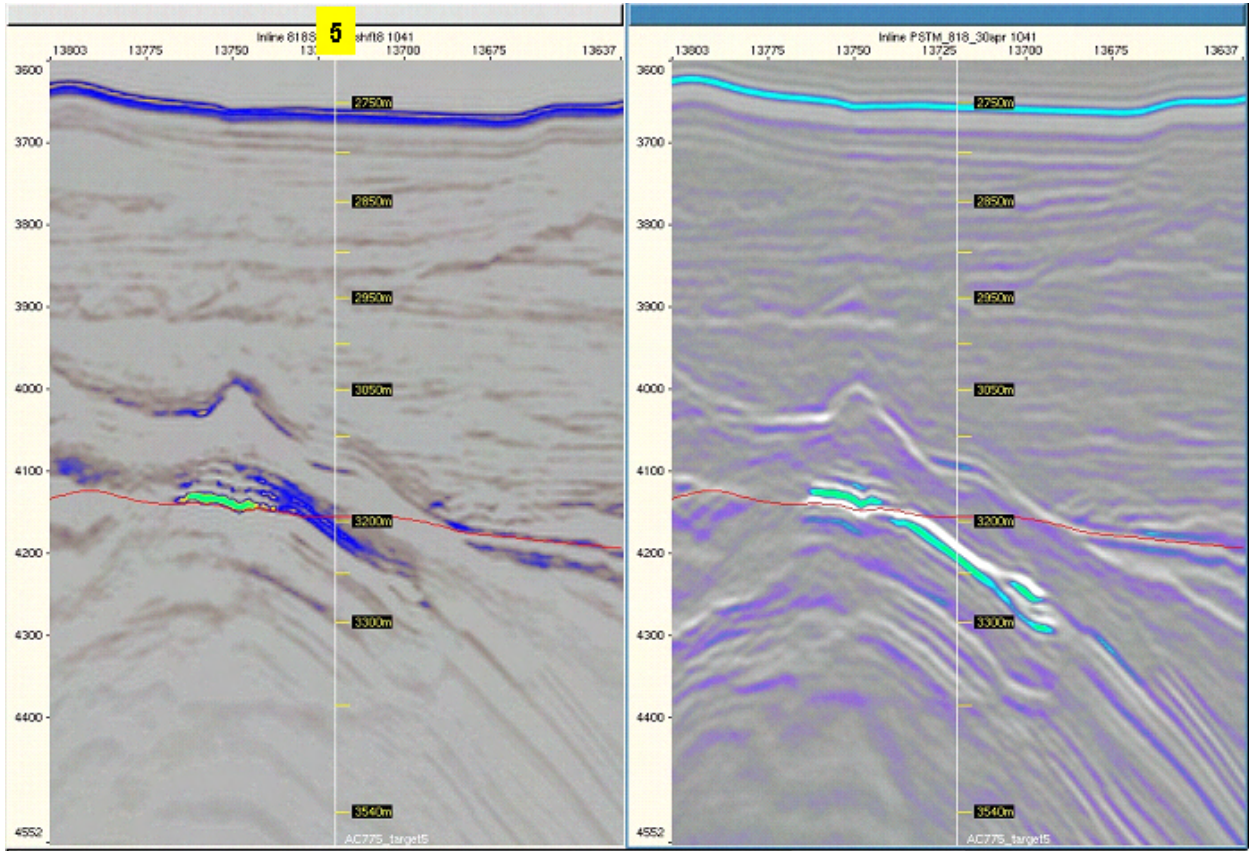 5
Inline 818S shft8 1041
13803 13775 13750 13700 13675 13637
3600
2750m
3700
2850m
3800
2950m
3900
4000
3050m
4100
3200m
4200
4300
3300m
4400
3540m
4552
AC775_target5
Inline PSTM_818_30apr 1041
13803 13775 13750 13725 13700 13675 13637
3600
2750m
3700
2850m
3800
2950m
3900
4000
3050m
4100
3200m
4200
4300
3300m
4400
3540m
4552
AC775_target5